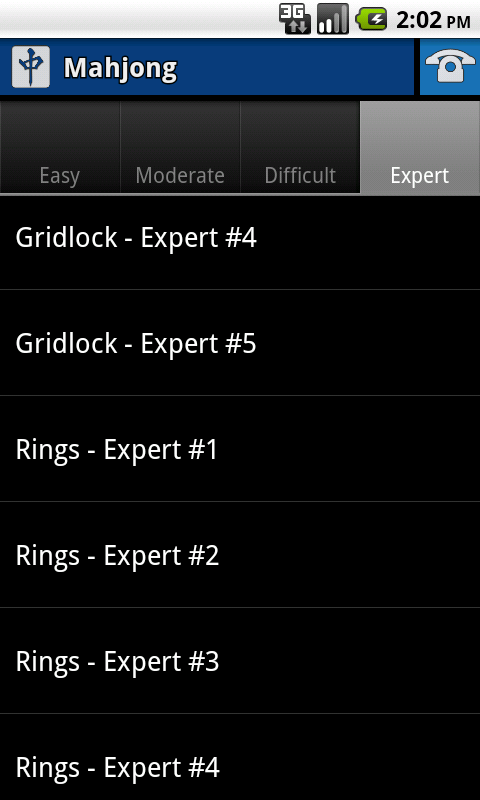 3G
2:02 PM
中 Mahjong
Easy Moderate Difficult Expert
Gridlock - Expert #4
Gridlock - Expert #5
Rings - Expert #1
Rings - Expert #2
Rings - Expert #3
Rings - Expert #4